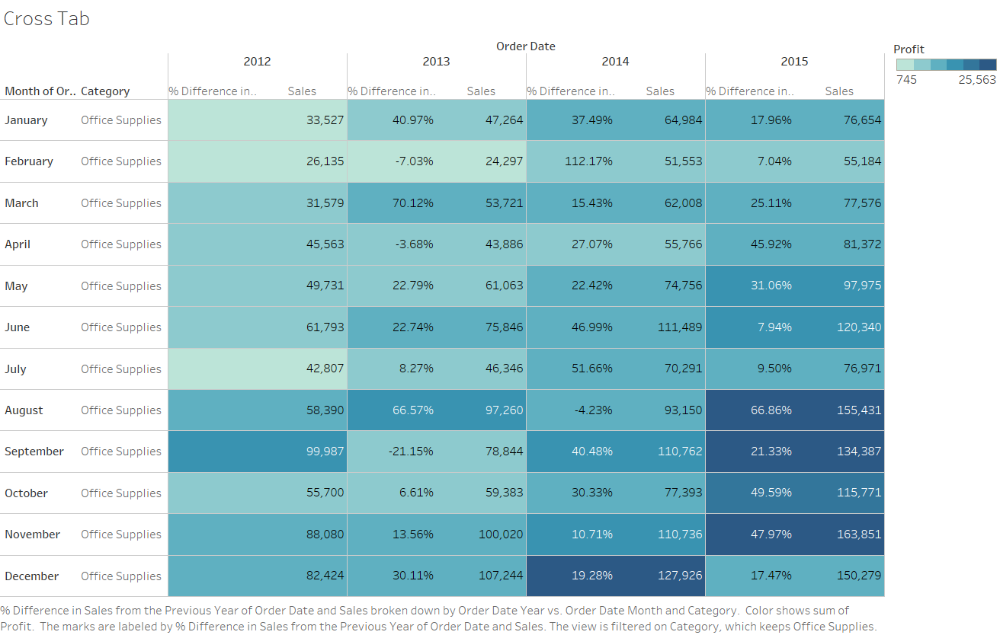 Cross Tab
Order Date
Profit
2012 2013 2014 2015
745 25,563
Month of Or.. Category % Difference in.. Sales % Difference in.. Sales % Difference in.. Sales % Difference in.. Sales
January Office Supplies 33,527 40.97% 47,264 37.49% 64,984 17.96% 76,654
February Office Supplies 26,135 -7.03% 24,297 112.17% 51,553 7.04% 55,184
March Office Supplies 31,579 70.12% 53,721 15.43% 62,008 25.11% 77,576
April Office Supplies 45,563 -3.68% 43,886 27.07% 55,766 45.92% 81,372
May Office Supplies 49,731 22.79% 61,063 22.42% 74,756 31.06% 97,975
June Office Supplies 61,793 22.74% 75,846 46.99% 111,489 7.94% 120,340
July Office Supplies 42,807 8.27% 46,346 51.66% 70,291 9.50% 76,971
August Office Supplies 58,390 66.57% 97,260 -4.23% 93,150 66.86% 155,431
September Office Supplies 99,987 -21.15% 78,844 40.48% 110,762 21.33% 134,387
October Office Supplies 55,700 6.61% 59,383 30.33% 77,393 49.59% 115,771
November Office Supplies 88,080 13.56% 100,020 10.71% 110,736 47.97% 163,851
December Office Supplies 82,424 30.11% 107,244 19.28% 127,926 17.47% 150,279
% Difference in Sales from the Previous Year of Order Date and Sales broken down by Order Date Year vs. Order Date Month and Category.  Color shows sum of
Profit.  The marks are labeled by % Difference in Sales from the Previous Year of Order Date and Sales. The view is filtered on Category, which keeps Office Supplies.